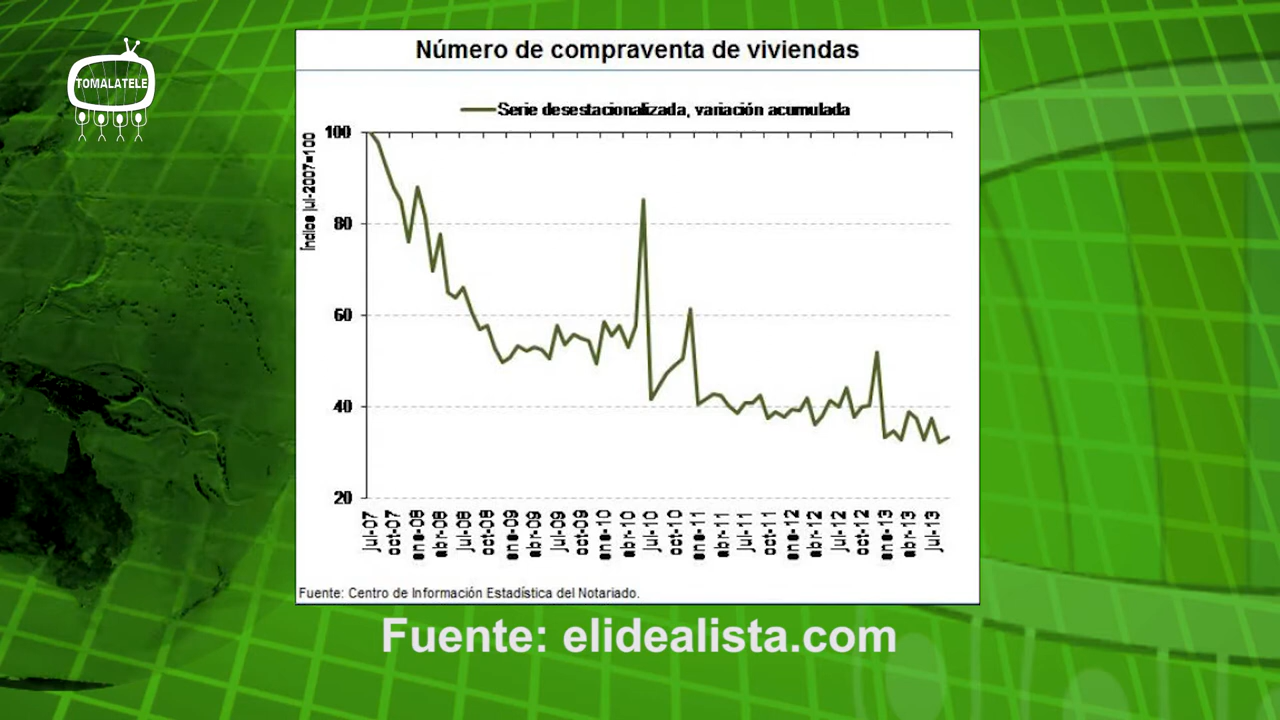 TOMALATELE
Número de compraventa de viviendas
Serie desestacionalizada, variación acumulada
Índice jul-2007=100
100
80
60
40
20
jul-07
oct-07
ene-08
abr-08
jul-08
oct-08
ene-09
abr-09
jul-09
oct-09
ene-10
abr-10
jul-10
oct-10
ene-11
abr-11
jul-11
oct-11
ene-12
abr-12
jul-12
oct-12
ene-13
abr-13
jul-13
Fuente: Centro de Información Estadística del Notariado.
Fuente: elidealista.com